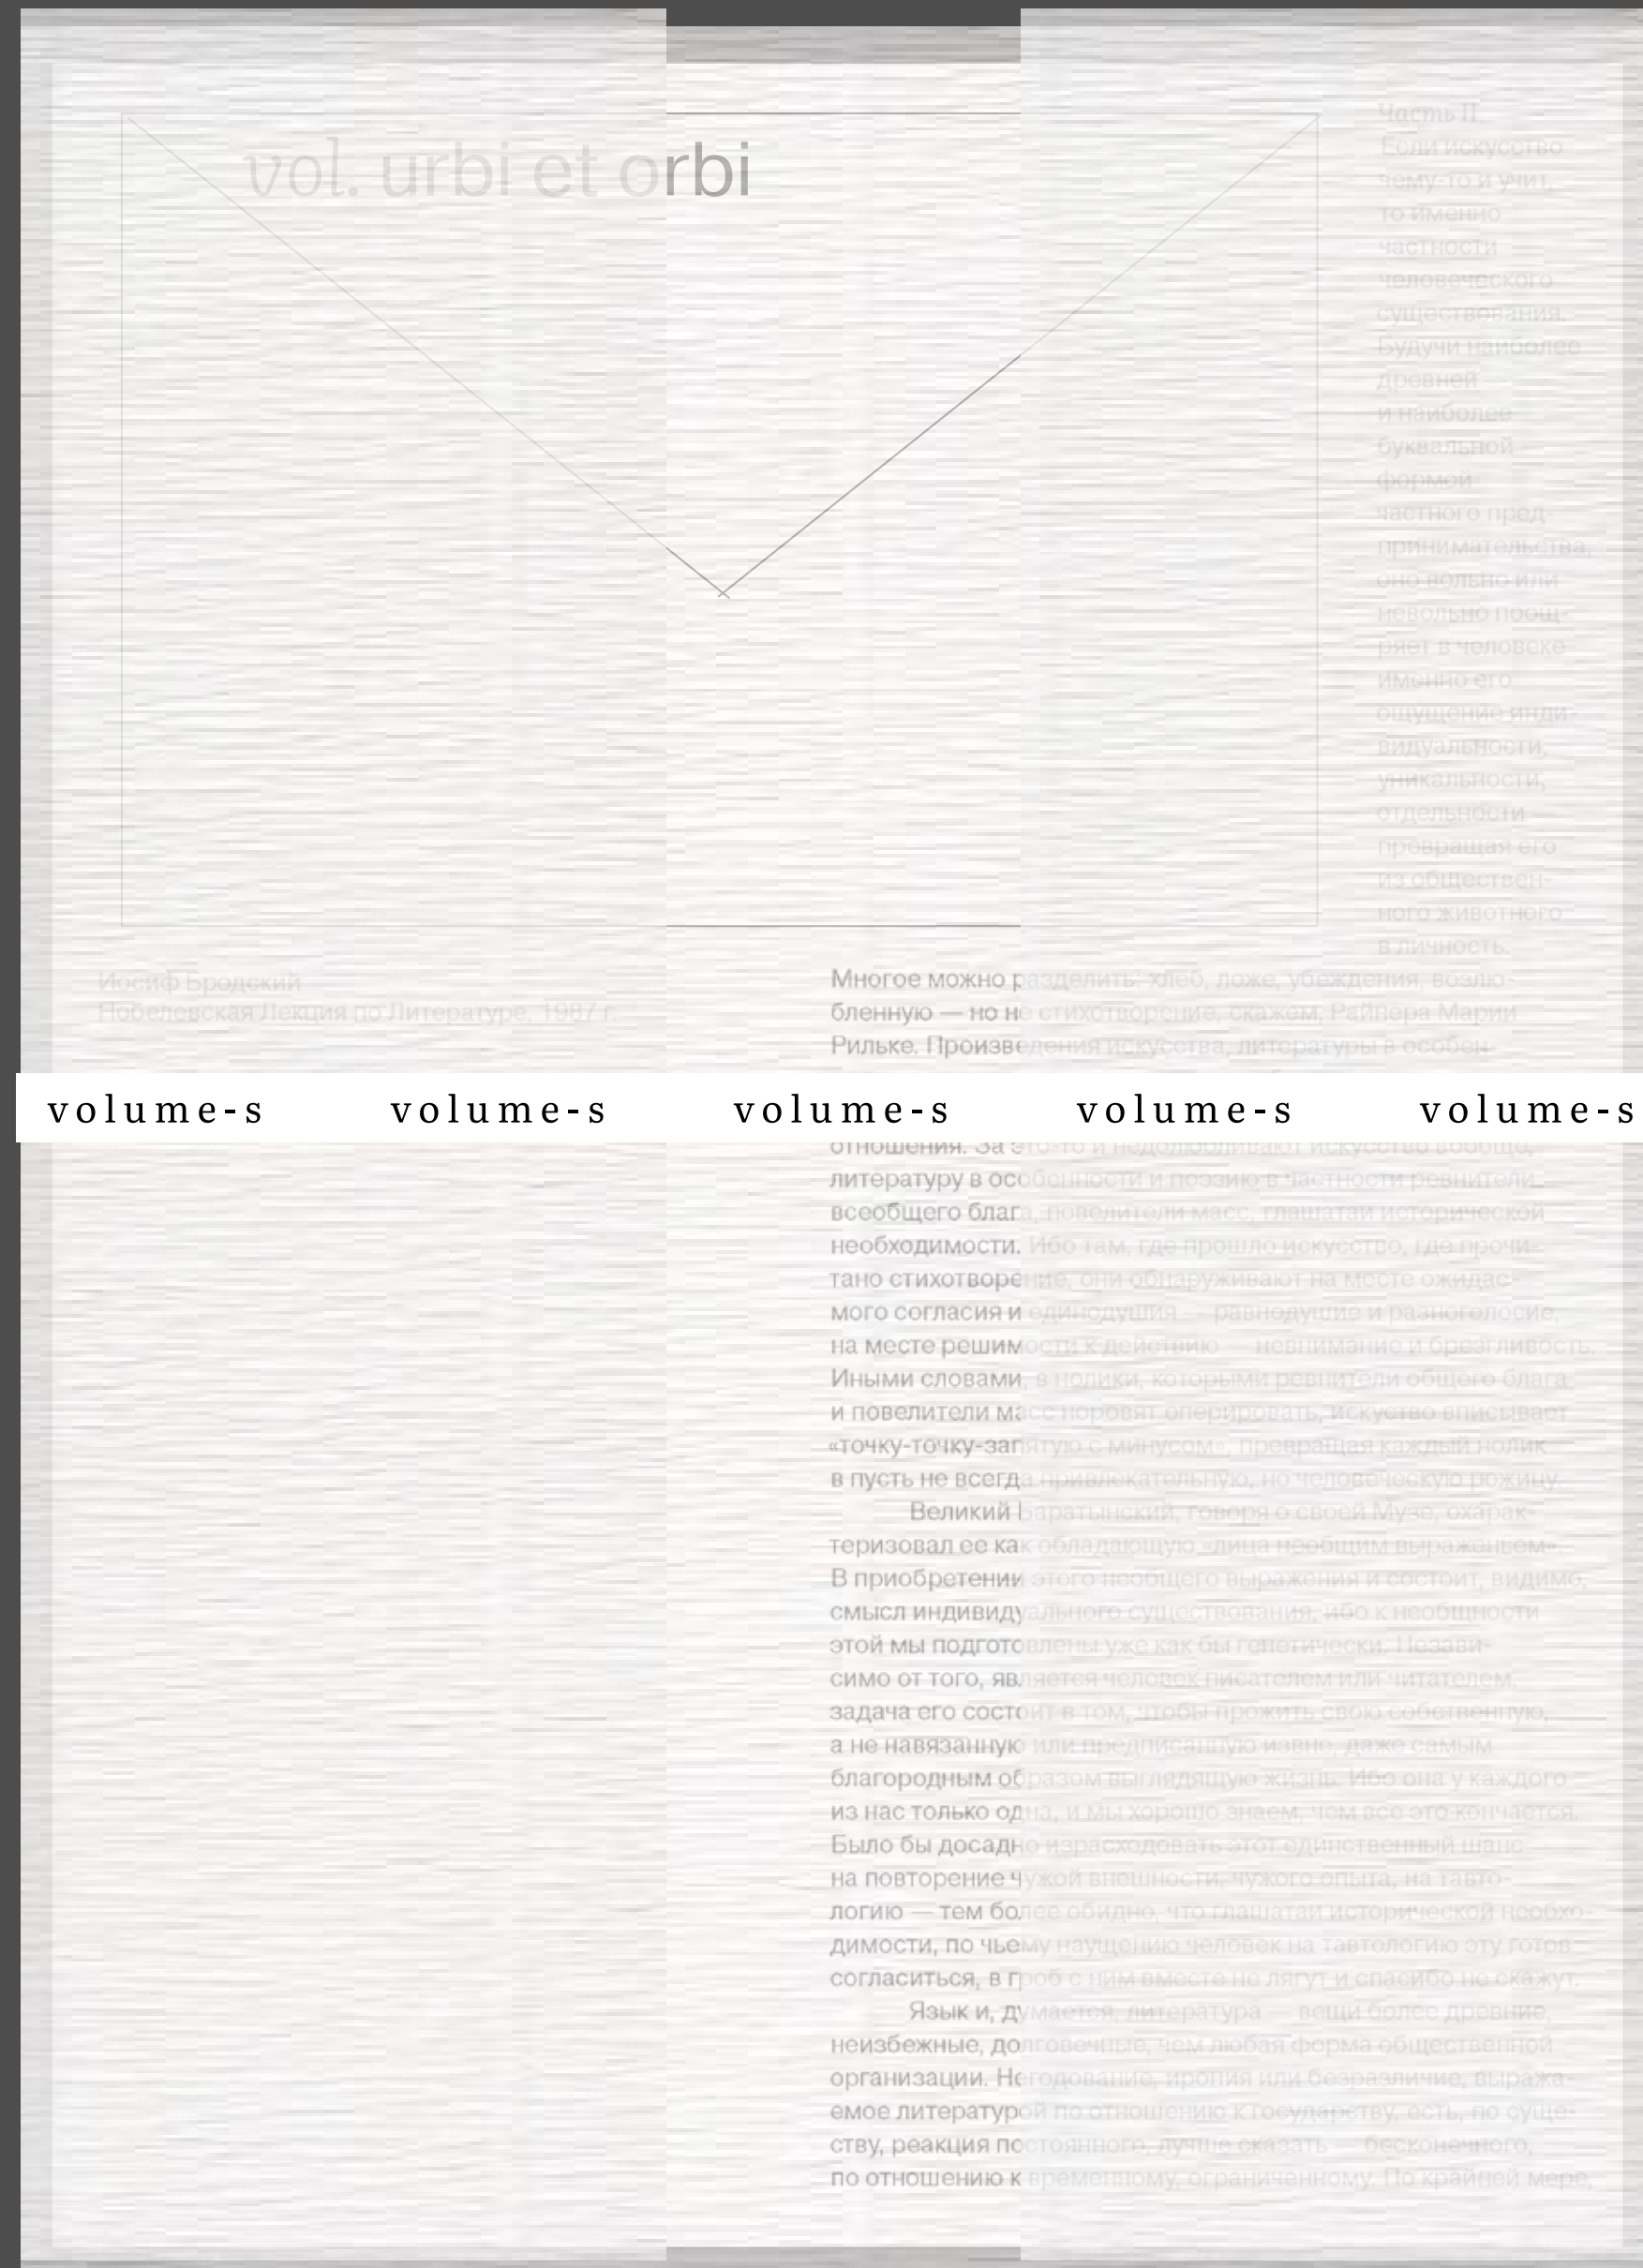 vol. urbi et orbi
Часть II.
Если искусство
чему-то и учит,
то именно
частности
человеческого
существования.
Будучи наиболее
древней —
и наиболее
буквальной —
формой
частного пред-
принимательства,
оно вольно или
невольно поощ-
ряет в человеке
именно его
ощущение инди-
видуальности,
уникальности,
отдельности —
превращая его
из обществен-
ного животного
в личность.
Иосиф Бродский
Нобелевская Лекция по Литературе, 1987 г.
Многое можно разделить: хлеб, ложе, убеждения, возлю-
бленную — но не стихотворение, скажем, Райнера Марии
Рильке. Произведения искусства, литературы в особен-
volume-s volume-s volume-s volume-s volume-s
отношения. За это-то и недолюбливают искусство вообще,
литературу в особенности и поэзию в частности ревнители
всеобщего блага, повелители масс, глашатаи исторической
необходимости. Ибо там, где прошло искусство, где прочи-
тано стихотворение, они обнаруживают на месте ожидае-
мого согласия и единодушия — равнодушие и разноголосие,
на месте решимости к действию — невнимание и брезгливость.
Иными словами, в нолики, которыми ревнители общего блага
и повелители масс норовят оперировать, искуство вписывает
«точку-точку-запятую с минусом», превращая каждый нолик
в пусть не всегда привлекательную, но человеческую рожицу.
Великий Баратынский, говоря о своей Музе, охарак-
теризовал ее как обладающую «лица необщим выраженьем».
В приобретении этого необщего выражения и состоит, видимо,
смысл индивидуального существования, ибо к необщности
этой мы подготовлены уже как бы генетически. Незави-
симо от того, является человек писателем или читателем,
задача его состоит в том, чтобы прожить свою собственную,
а не навязанную или предписанную извне, даже самым
благородным образом выглядящую жизнь. Ибо она у каждого
из нас только одна, и мы хорошо знаем, чем все это кончается.
Было бы досадно израсходовать этот единственный шанс
на повторение чужой внешности, чужого опыта, на тавто-
логию — тем более обидно, что глашатаи исторической необхо-
димости, по чьему наущению человек на тавтологию эту готов
согласиться, в гроб с ним вместе не лягут и спасибо не скажут.
Язык и, думается, литература — вещи более древние,
неизбежные, долговечные, чем любая форма общественной
организации. Негодование, ирония или безразличие, выража-
емое литературой по отношению к государству, есть, по суще-
ству, реакция постоянного, лучше сказать — бесконечного,
по отношению к временному, ограниченному. По крайней мере,